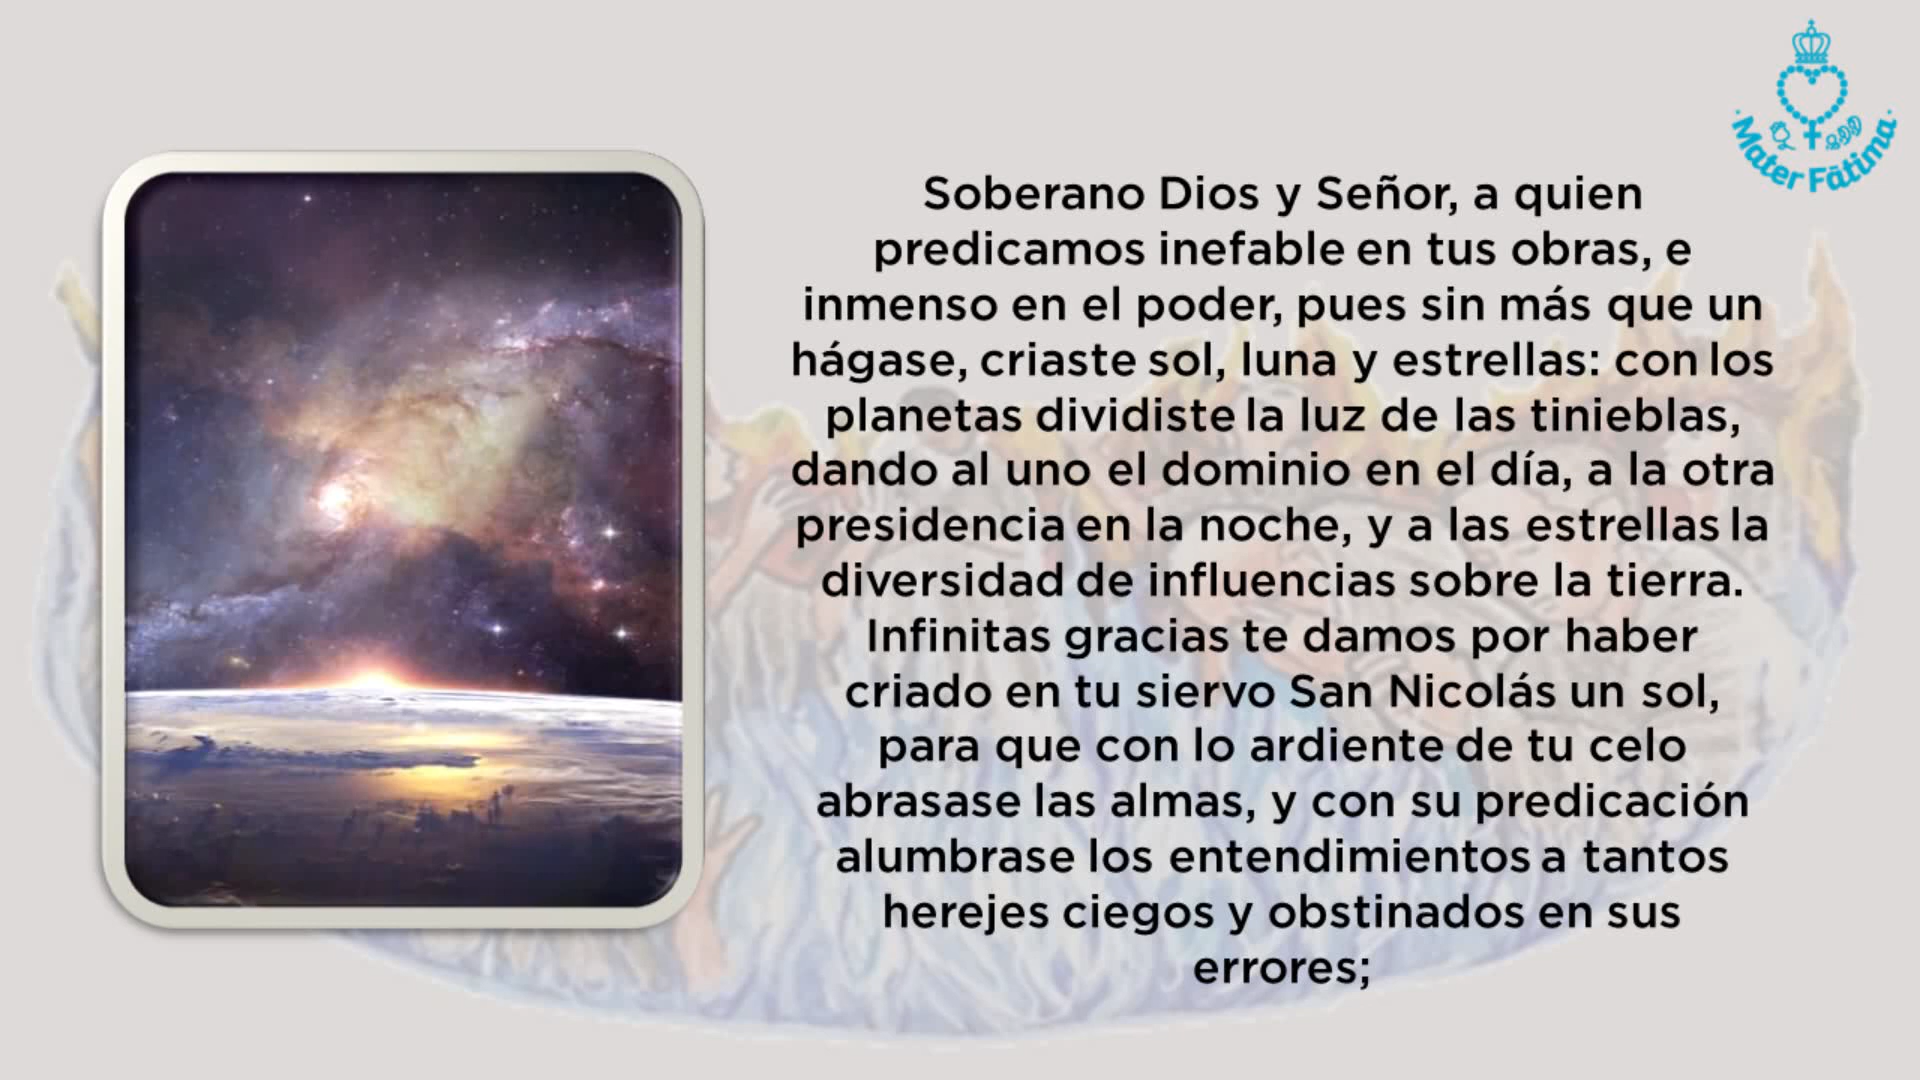 Mater Fátima
Soberano Dios y Señor, a quien
predicamos inefable en tus obras, e
inmenso en el poder, pues sin más que un
hágase, criaste sol, luna y estrellas: con los
planetas dividiste la luz de las tinieblas,
dando al uno el dominio en el día, a la otra
presidencia en la noche, y a las estrellas la
diversidad de influencias sobre la tierra.
Infinitas gracias te damos por haber
criado en tu siervo San Nicolás un sol,
para que con lo ardiente de tu celo
abrasase las almas, y con su predicación
alumbrase los entendimientos a tantos
herejes ciegos y obstinados en sus
errores;